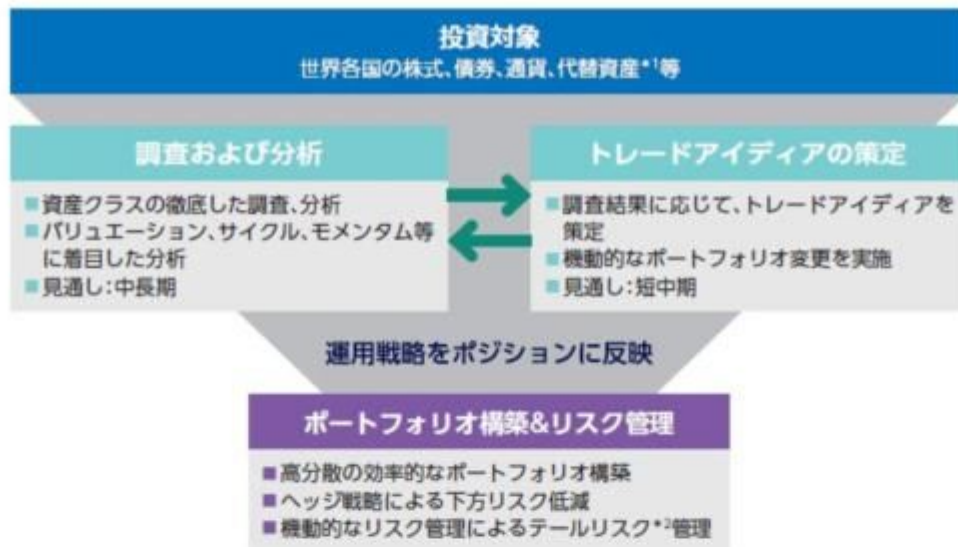 投資対象
世界各国の株式、債券、通貨、代替資産*1等
調査および分析
■資産クラスの徹底した調査、分析
■バリュエーション、サイクル、モメンタム等
に着目した分析
■見通し:中長期
トレードアイディアの策定
■調査結果に応じて、トレードアイディアを
策定
■機動的なポートフォリオ変更を実施
■見通し:短中期
運用戦略をポジションに反映
ポートフォリオ構築&リスク管理
■高分散の効率的なポートフォリオ構築
■ヘッジ戦略による下方リスク低減
■機動的なリスク管理によるテールリスク*2管理